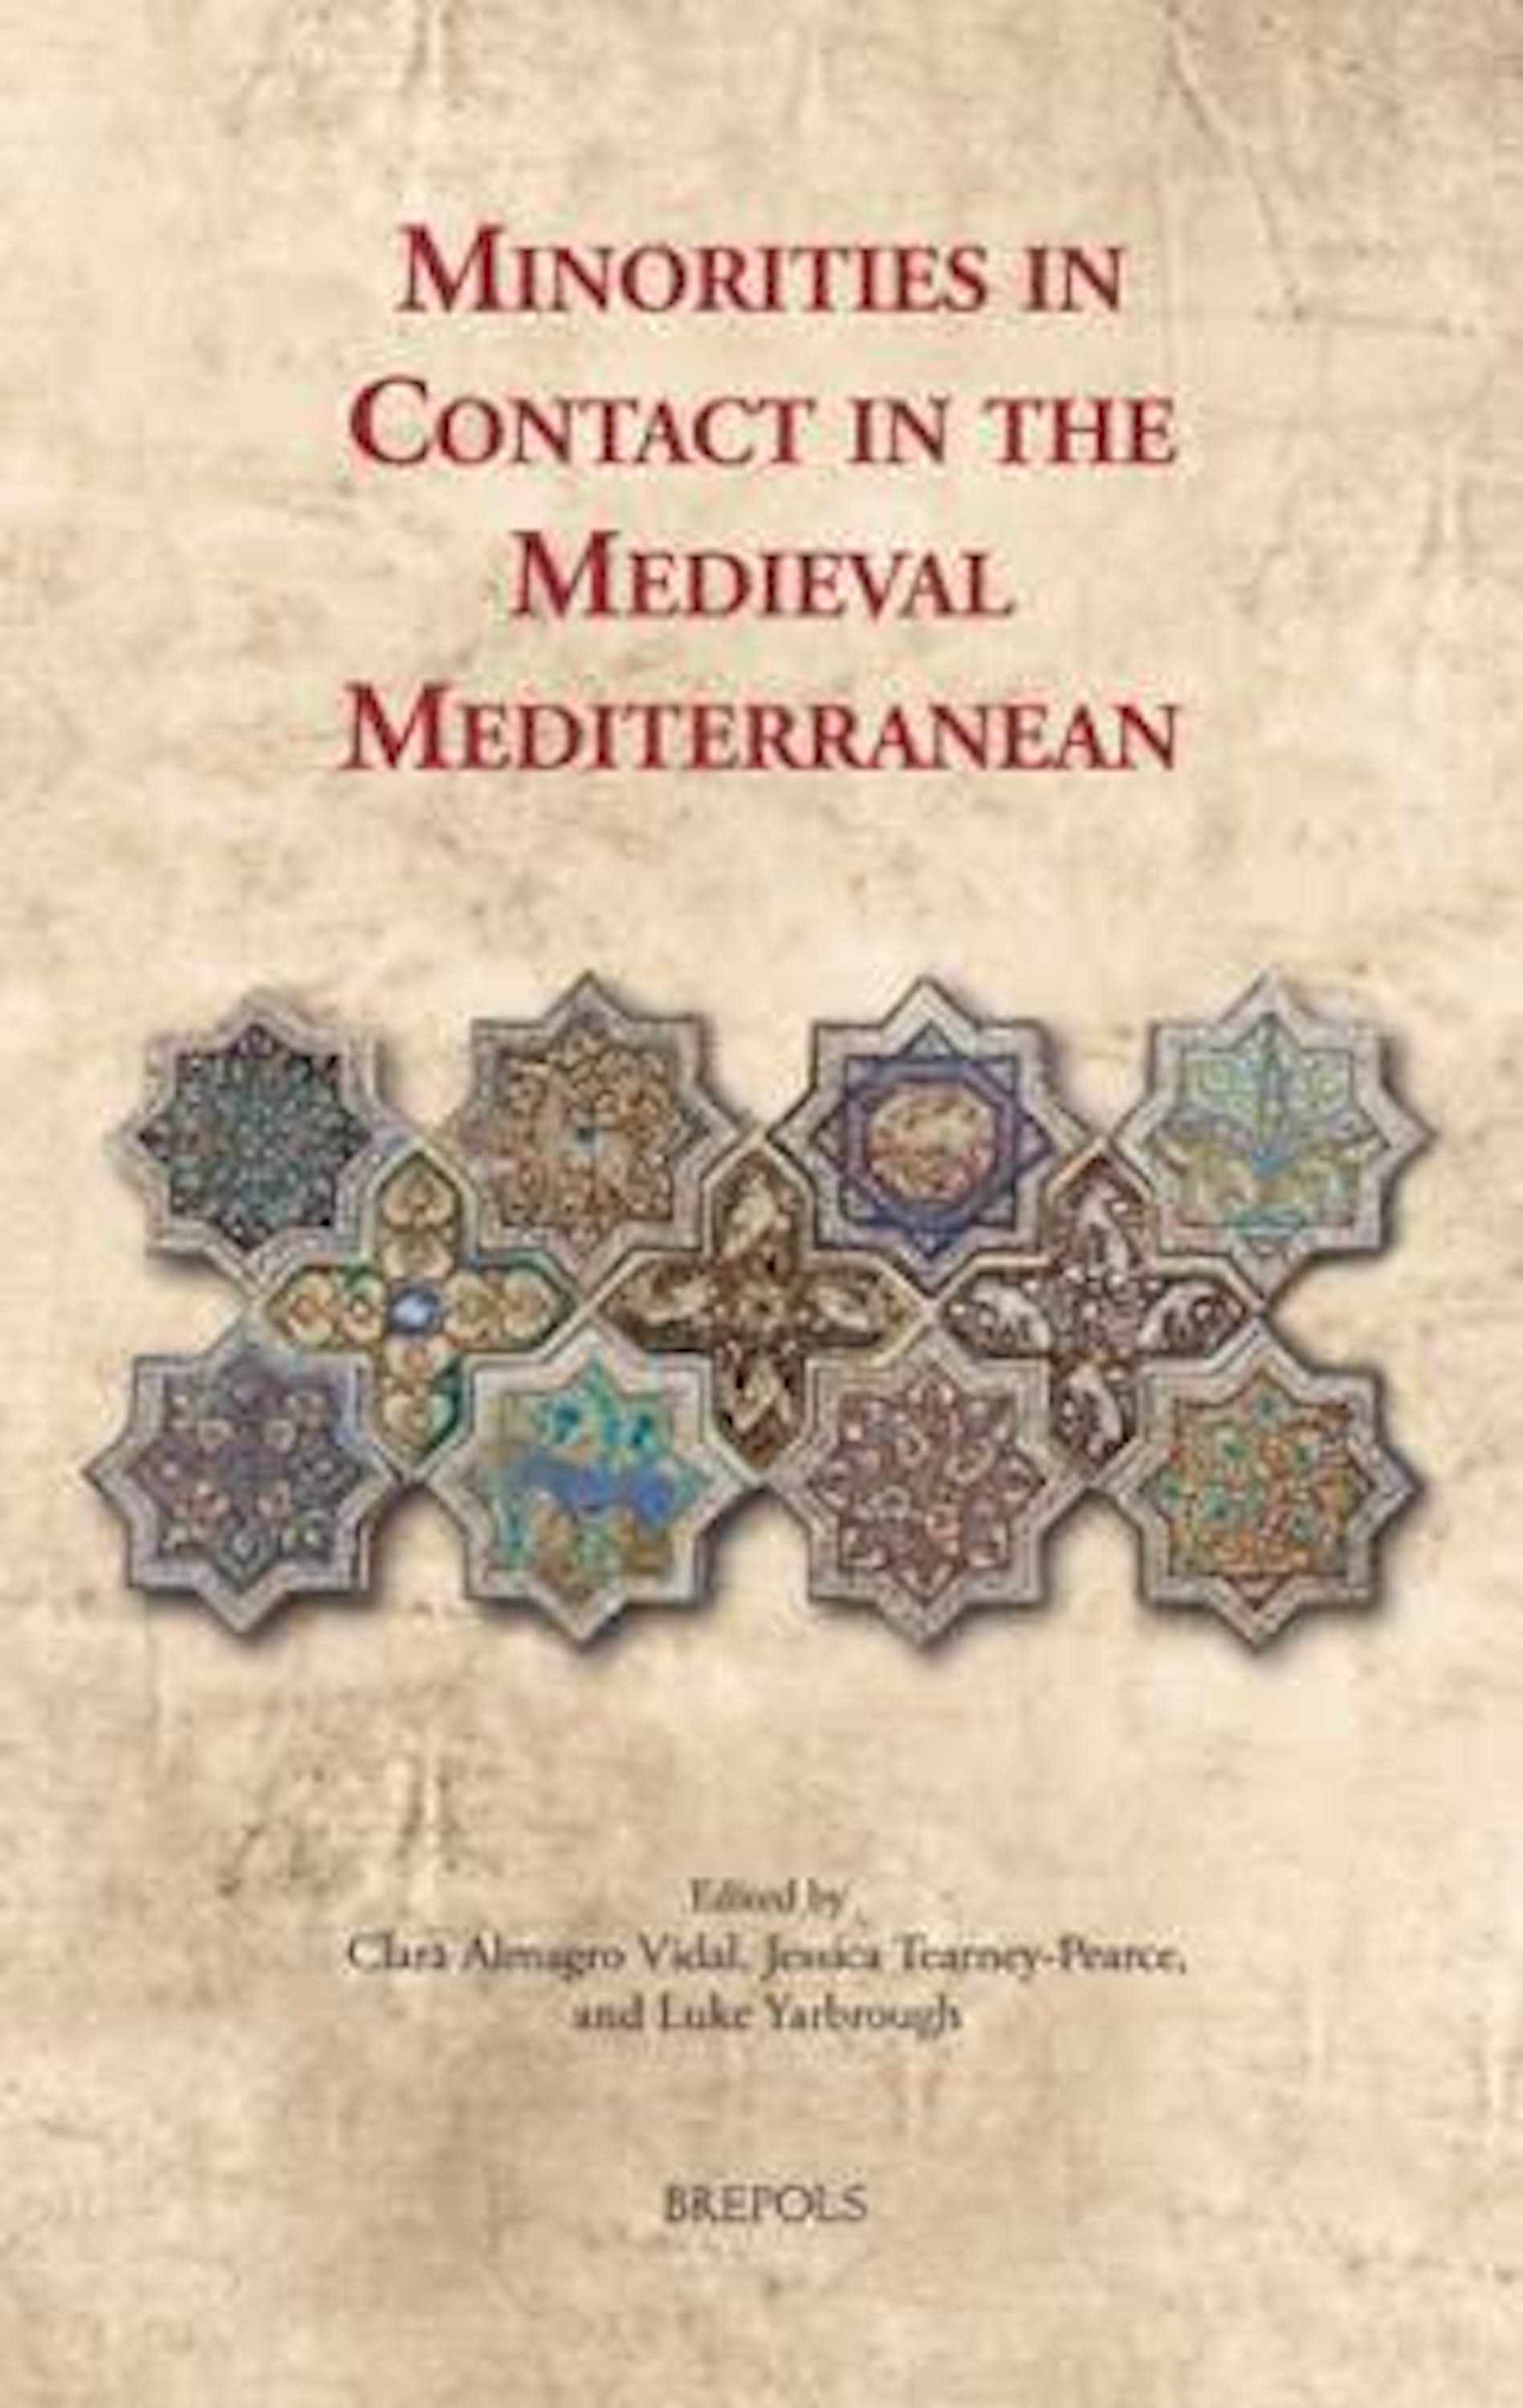 MINORITIES IN
CONTACT IN THE
MEDIEVAL
MEDITERRANEAN
Edited by
Clara Almagro Vidal, Jessica Tearney-Pearce,
and Luke Yarbrough
BREPOLS